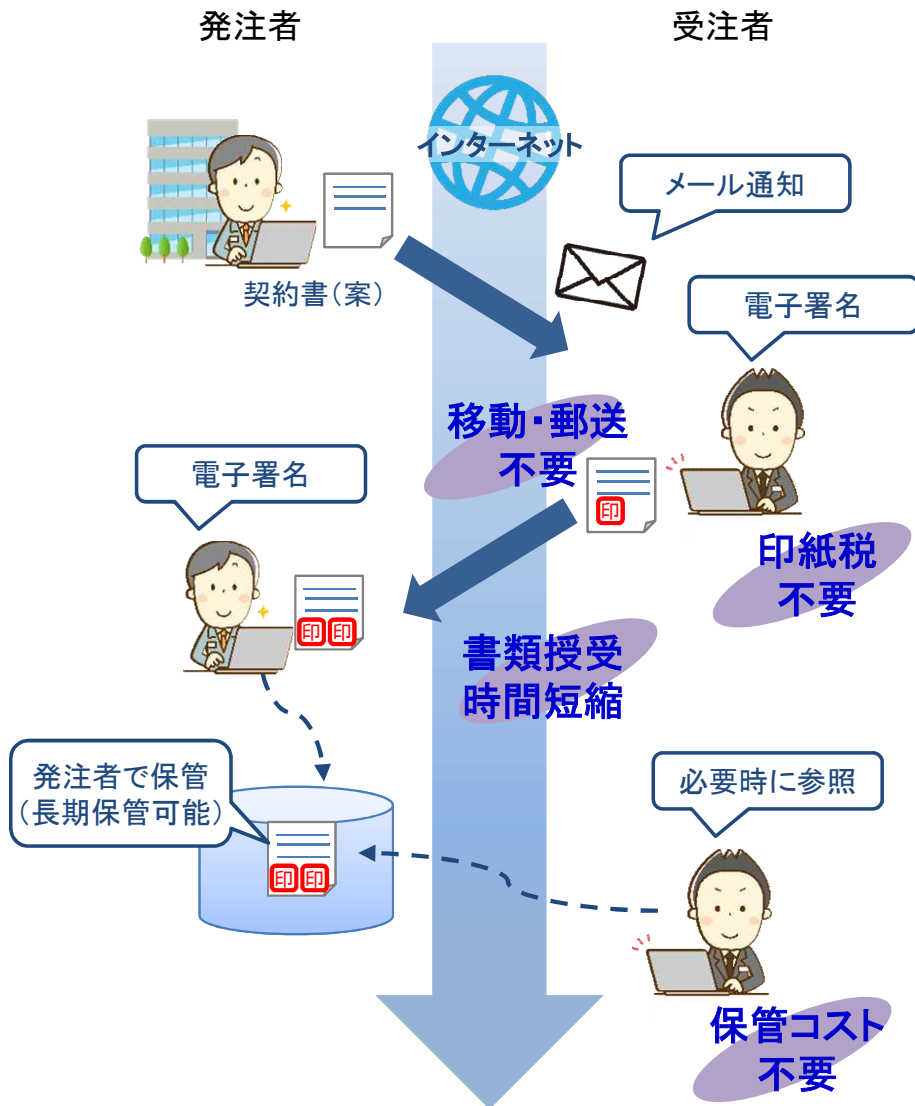 発注者
受注者
インターネット
メール通知
契約書(案)
電子署名
移動・郵送
不要
印
電子署名
印紙税
不要
印 印
書類授受
時間短縮
発注者で保管
(長期保管可能)
必要時に参照
印 印
保管コスト
不要